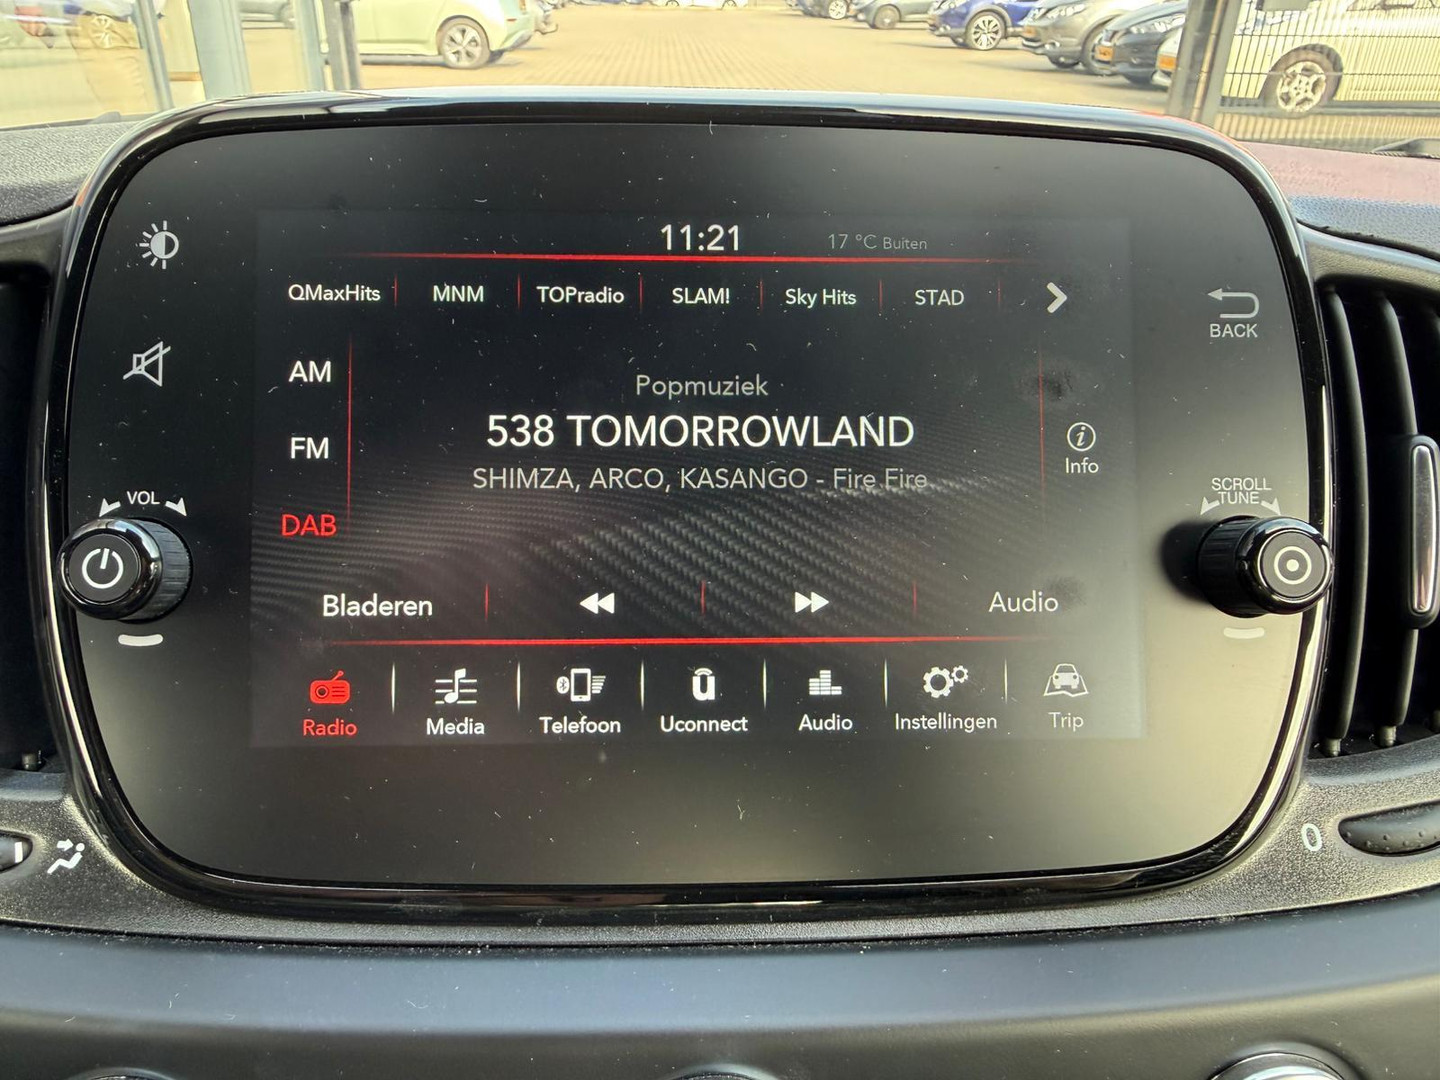 11:21
17 °C Buiten
QMaxHits MNM TOPradio SLAM! Sky Hits STAD
BACK
AM
Popmuziek
538 TOMORROWLAND
FM
Info
SHIMZA, ARCO, KASANGO - Fire Fire
VOL
SCROLL
TUNE
DAB
Bladeren
Audio
Radio Media Telefoon Uconnect Audio Instellingen Trip
0